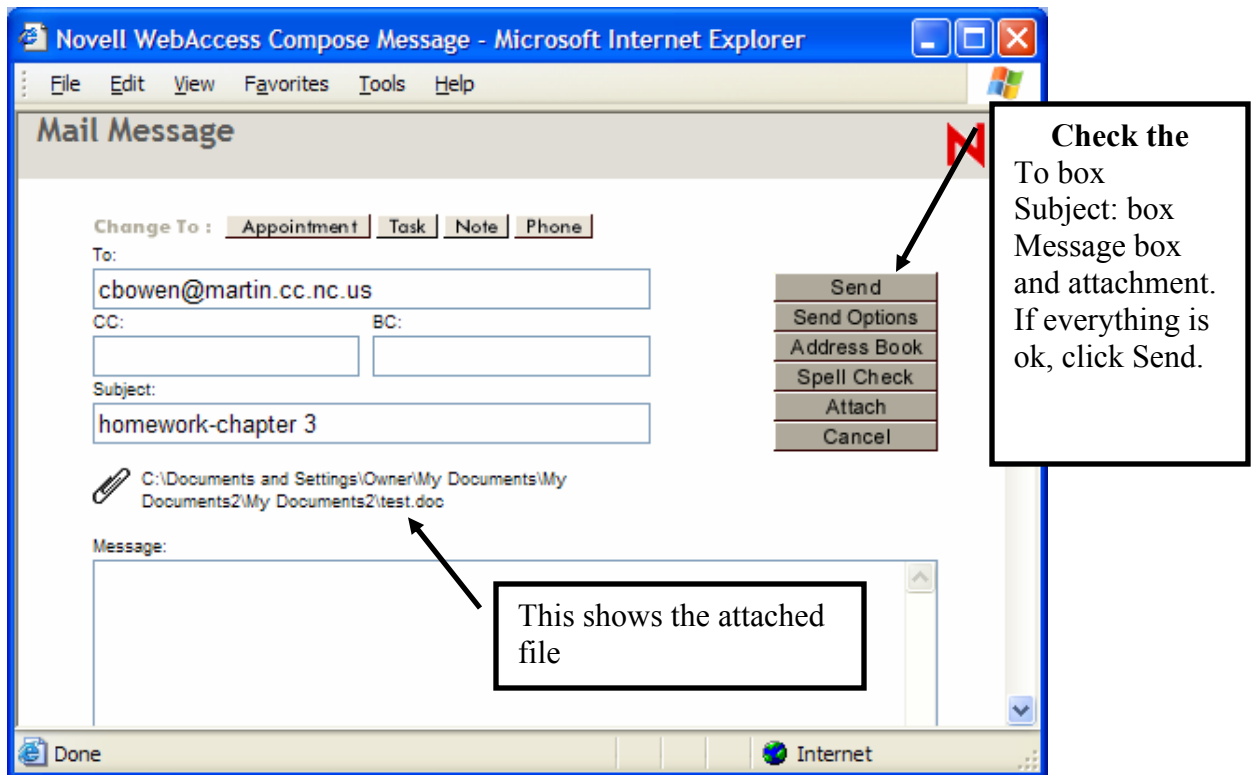 Novell WebAccess Compose Message - Microsoft Internet Explorer
File Edit View Favorites Tools Help
Mail Message
N
Check the
To box
Subject: box
Message box
and attachment.
If everything is
ok, click Send.
Change To : Appointment Task Note Phone
To:
cbowen@martin.cc.nc.us
CC: BC:
Subject:
homework-chapter 3
Send
Send Options
Address Book
Spell Check
Attach
Cancel
C:\Documents and Settings\Owner\My Documents\My
Documents2\My Documents2\test.doc
Message:
This shows the attached
file
Done Internet